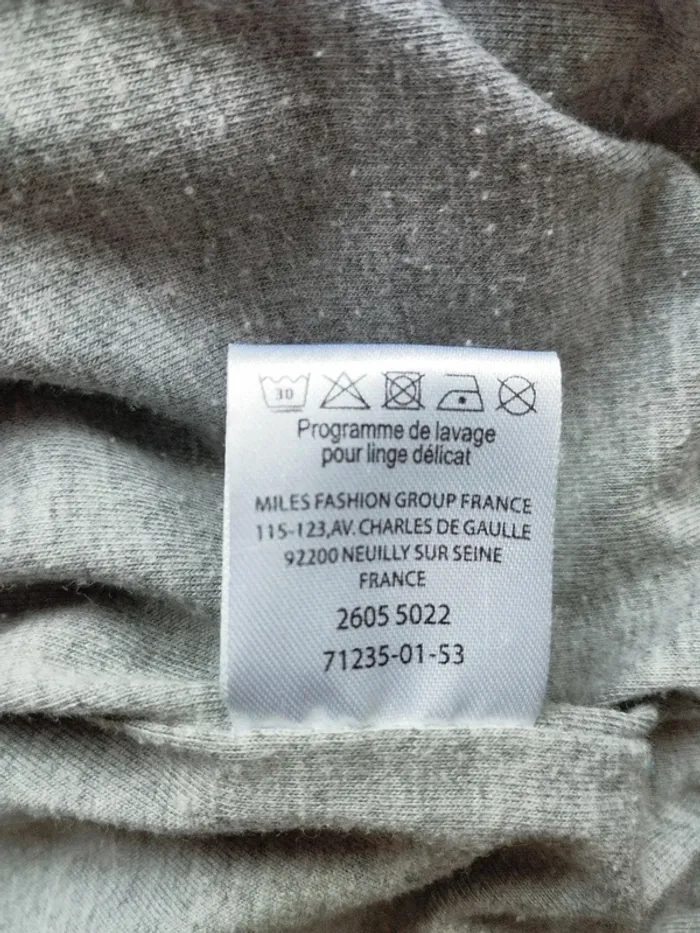 30
Programme de lavage
pour linge délicat
MILES FASHION GROUP FRANCE
115-123,AV. CHARLES DE GAULLE
92200 NEUILLY SUR SEINE
FRANCE
2605 5022
71235-01-53